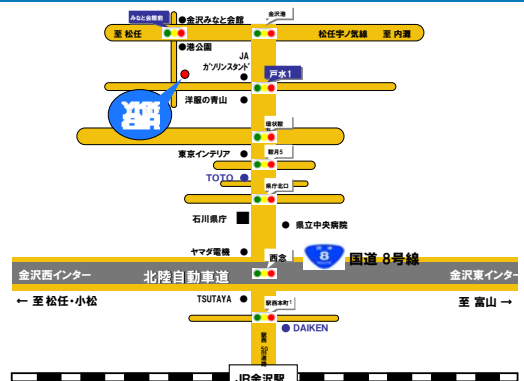 みなと会館前
金沢みなと会館
金沢港
至 松任
松任宇ノ気線
至 内灘
港公園
JA
ガソリンスタンド
戸水1
洋服の青山
環状線
東京インテリア
鞍月5
TOTO
県庁北口
石川県庁
県立中央病院
ヤマダ電機
西念
8
国道 8号線
金沢西インター
北陸自動車道
金沢東インター
← 至 松任・小松
TSUTAYA
駅西本町1
至 富山 →
DAIKEN
JR金沢駅